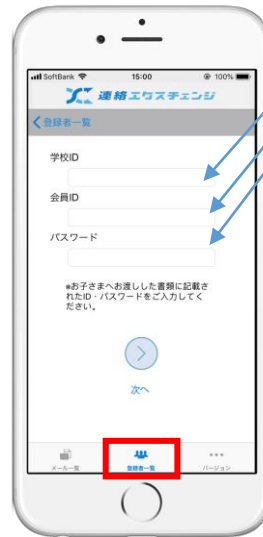 SoftBank 15:00 100%
連絡エクスチェンジ
登録者一覧
学校ID
会員ID
パスワード
※お子さまへお渡しした書類に記載さ
れたID・パスワードをご入力してく
ださい。
次へ
メール一覧 登録者一覧 バージョン